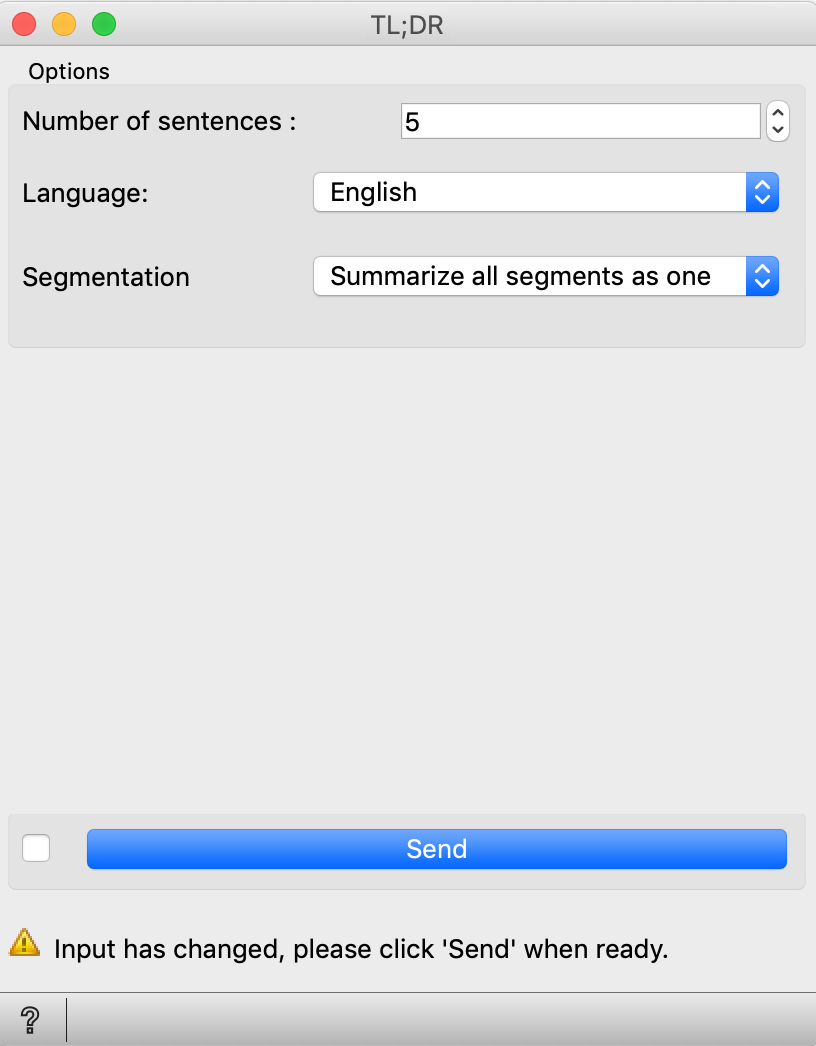 TL;DR
Options
Number of sentences : 5
Language: English
Segmentation Summarize all segments as one
Send
Input has changed, please click 'Send' when ready.
?